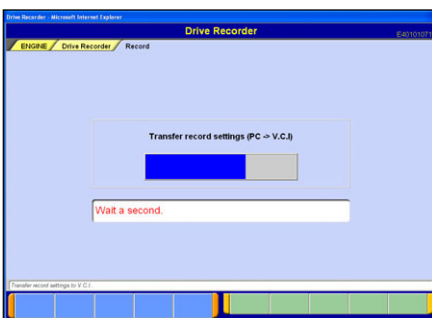 Drive Recorder - Microsoft Internet Explorer
Drive Recorder
E40101071
ENGINE Drive Recorder Record
Transfer record settings (PC -> V.C.I)
Wait a second.
Transfer record settings to V.C.I.